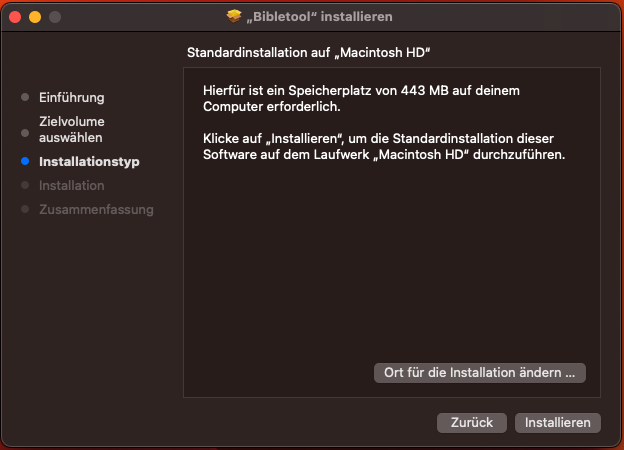 „Bibletool“ installieren
Standardinstallation auf „Macintosh HD“
Einführung
Zielvolume
auswählen
Installationstyp
Installation
Zusammenfassung
Hierfür ist ein Speicherplatz von 443 MB auf deinem
Computer erforderlich.
Klicke auf „Installieren“, um die Standardinstallation dieser
Software auf dem Laufwerk „Macintosh HD“ durchzuführen.
Ort für die Installation ändern ...
Zurück
Installieren